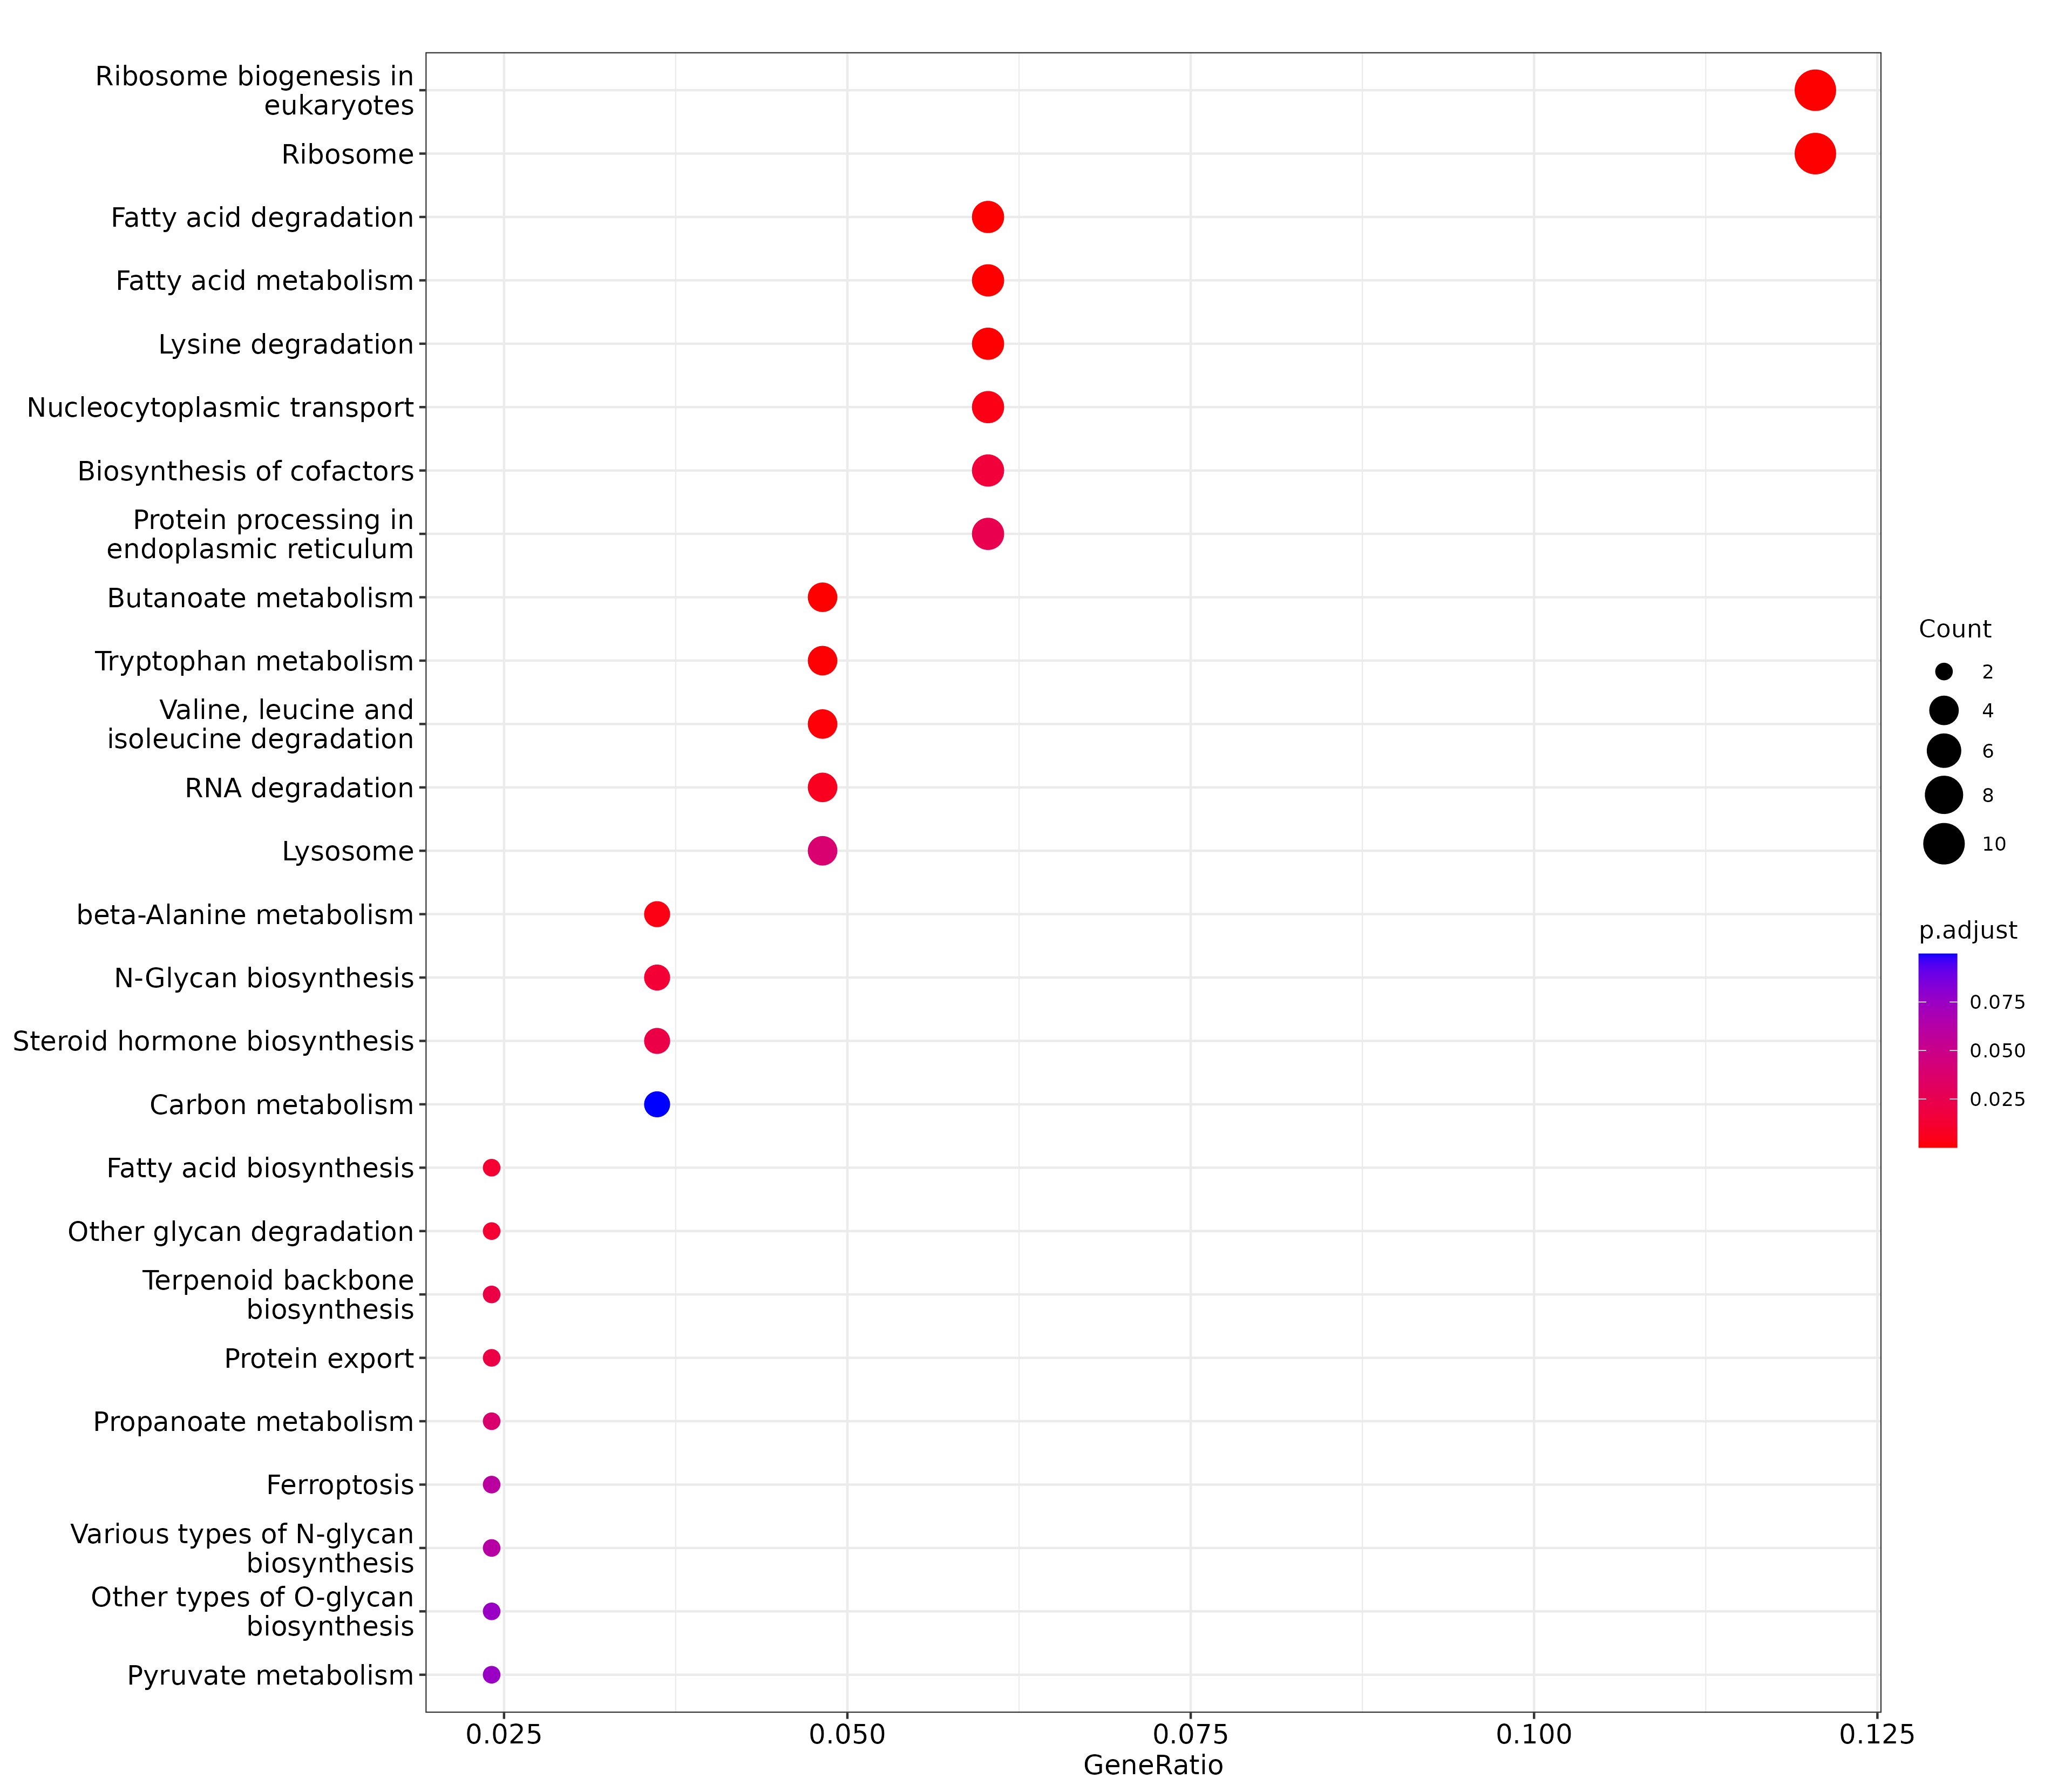 Ribosome biogenesis in
eukaryotes
Ribosome
Fatty acid degradation
Fatty acid metabolism
Lysine degradation
Nucleocytoplasmic transport
Biosynthesis of cofactors
Protein processing in
endoplasmic reticulum
Butanoate metabolism
Tryptophan metabolism
Valine, leucine and
isoleucine degradation
RNA degradation
Lysosome
beta-Alanine metabolism
N-Glycan biosynthesis
Steroid hormone biosynthesis
Carbon metabolism
Fatty acid biosynthesis
Other glycan degradation
Terpenoid backbone
biosynthesis
Protein export
Propanoate metabolism
Ferroptosis
Various types of N-glycan
biosynthesis
Other types of O-glycan
biosynthesis
Pyruvate metabolism
0.025 0.050 0.075 0.100 0.125
GeneRatio
Count
2
4
6
8
10
p.adjust
0.075
0.050
0.025